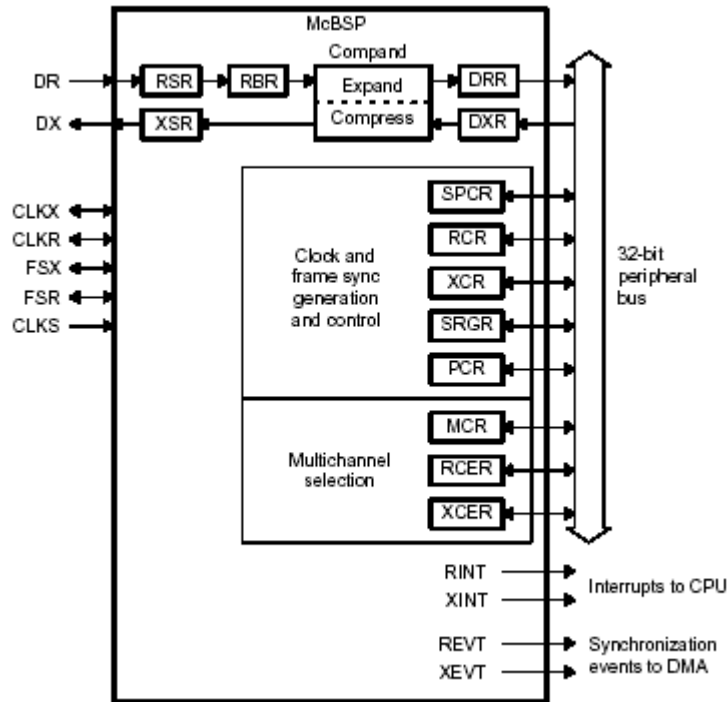 McBSP
Compand
DR
RSR
RBR
Expand
DRR
DX
XSR
Compress
DXR
CLKX
CLKR
FSX
FSR
CLKS
Clock and
frame sync
generation
and control
SPCR
RCR
XCR
SRGR
PCR
32-bit
peripheral
bus
Multichannel
selection
MCR
RCER
XCER
RINT
XINT
Interrupts to CPU
REVT
XEVT
Synchronization
events to DMA